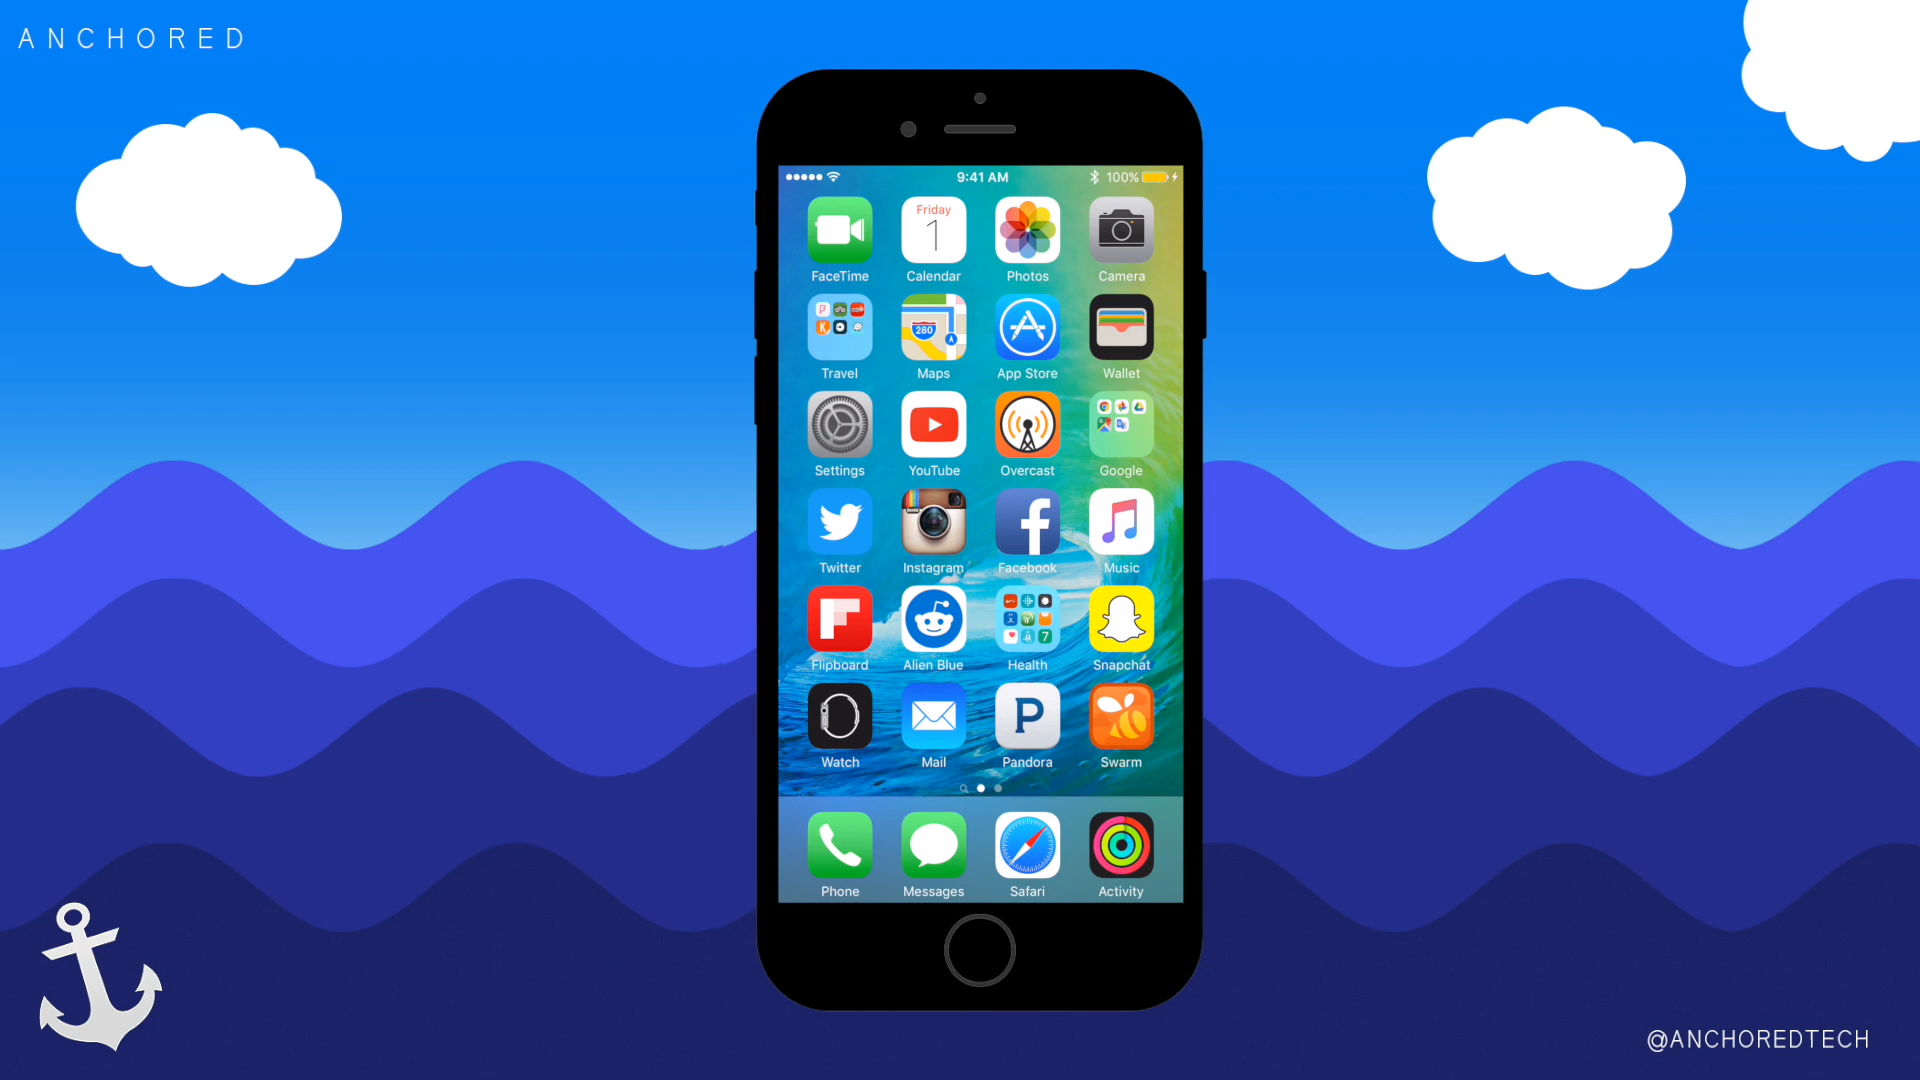 ANCHORED
9:41 AM 100%
Friday
1
FaceTime Calendar Photos Camera
280
Travel Maps App Store Wallet
Settings YouTube Overcast Google
Twitter Instagram Facebook Music
7
Flipboard Alien Blue Health Snapchat
P
Watch Mail Pandora Swarm
Phone Messages Safari Activity
@ANCHOREDTECH